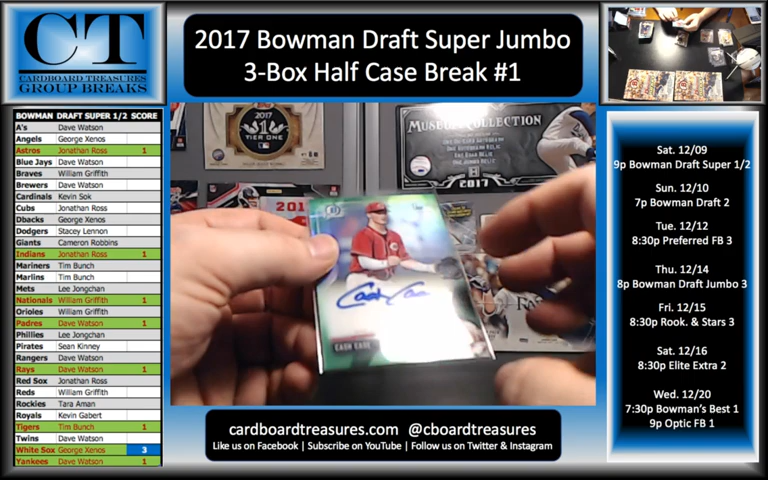 CT
CARDBOARD TREASURES
GROUP BREAKS
2017 Bowman Draft Super Jumbo
3-Box Half Case Break #1
BOWMAN DRAFT SUPER 1/2 SCORE
A's Dave Watson
Angels George Xenos
Astros Jonathan Ross 1
Blue Jays Dave Watson
Braves William Griffith
Brewers Dave Watson
Cardinals Kevin Sok
Cubs Jonathan Ross
Dbacks George Xenos
Dodgers Stacey Lennon
Giants Cameron Robbins
Indians Jonathan Ross 1
Mariners Tim Bunch
Marlins Tim Bunch
Mets Lee Jongchan
Nationals William Griffith 1
Orioles William Griffith
Padres Dave Watson 1
Phillies Lee Jongchan
Pirates Sean Kinney
Rangers Dave Watson
Rays Dave Watson 1
Red Sox Jonathan Ross
Reds William Griffith
Rockies Tara Aman
Royals Kevin Gabert
Tigers Tim Bunch 1
Twins Dave Watson
White Sox George Xenos 3
Yankees Dave Watson 1
2017
1
TIER ONE
MUSEUM COLLECTION
2017
201
CASH CASE
Sat. 12/09
9p Bowman Draft Super 1/2
Sun. 12/10
7p Bowman Draft 2
Tue. 12/12
8:30p Preferred FB 3
Thu. 12/14
8p Bowman Draft Jumbo 3
Fri. 12/15
8:30p Rook. & Stars 3
Sat. 12/16
8:30p Elite Extra 2
Wed. 12/20
7:30p Bowman's Best 1
9p Optic FB 1
cardboardtreasures.com @cboardtreasures
Like us on Facebook | Subscribe on YouTube | Follow us on Twitter & Instagram